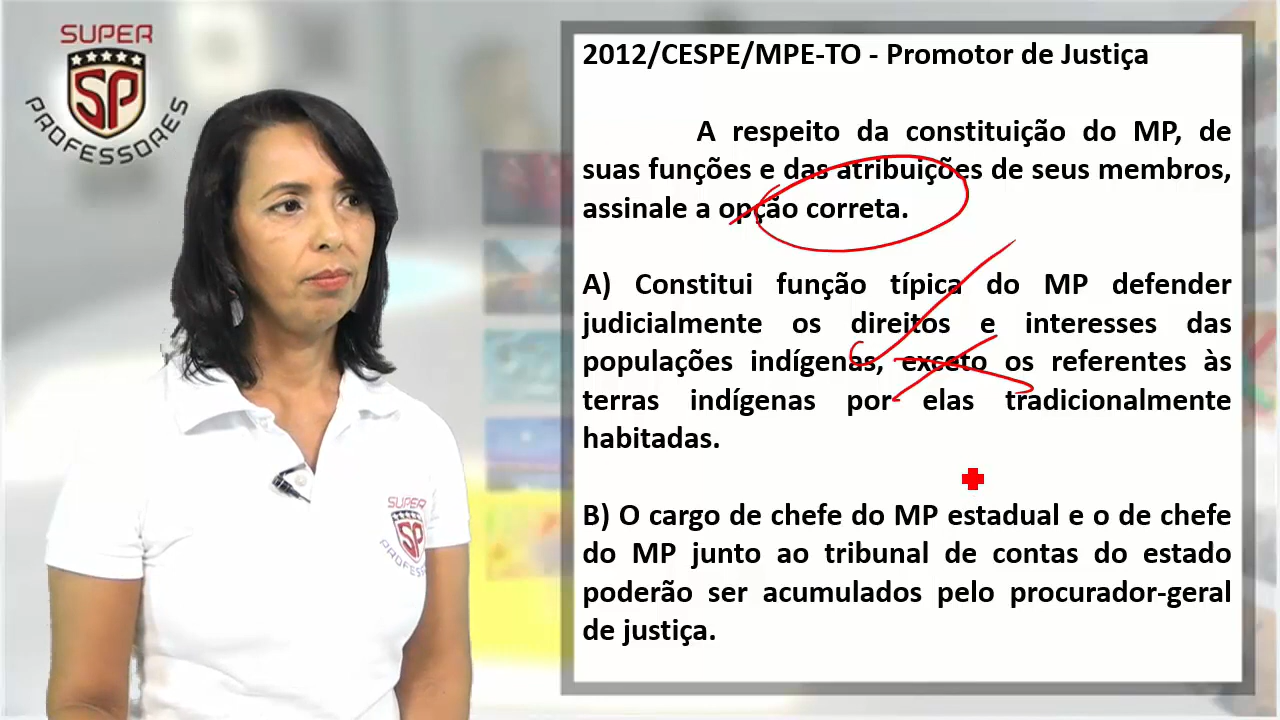 SUPER
SP
PROFESSORES
2012/CESPE/MPE-TO - Promotor de Justiça
A respeito da constituição do MP, de
suas funções e das atribuições de seus membros,
assinale a opção correta.
A) Constitui função típica do MP defender
judicialmente os direitos e interesses das
populações indígenas, exceto os referentes às
terras indígenas por elas tradicionalmente
habitadas.
B) O cargo de chefe do MP estadual e o de chefe
do MP junto ao tribunal de contas do estado
poderão ser acumulados pelo procurador-geral
de justiça.
SUPER
SP